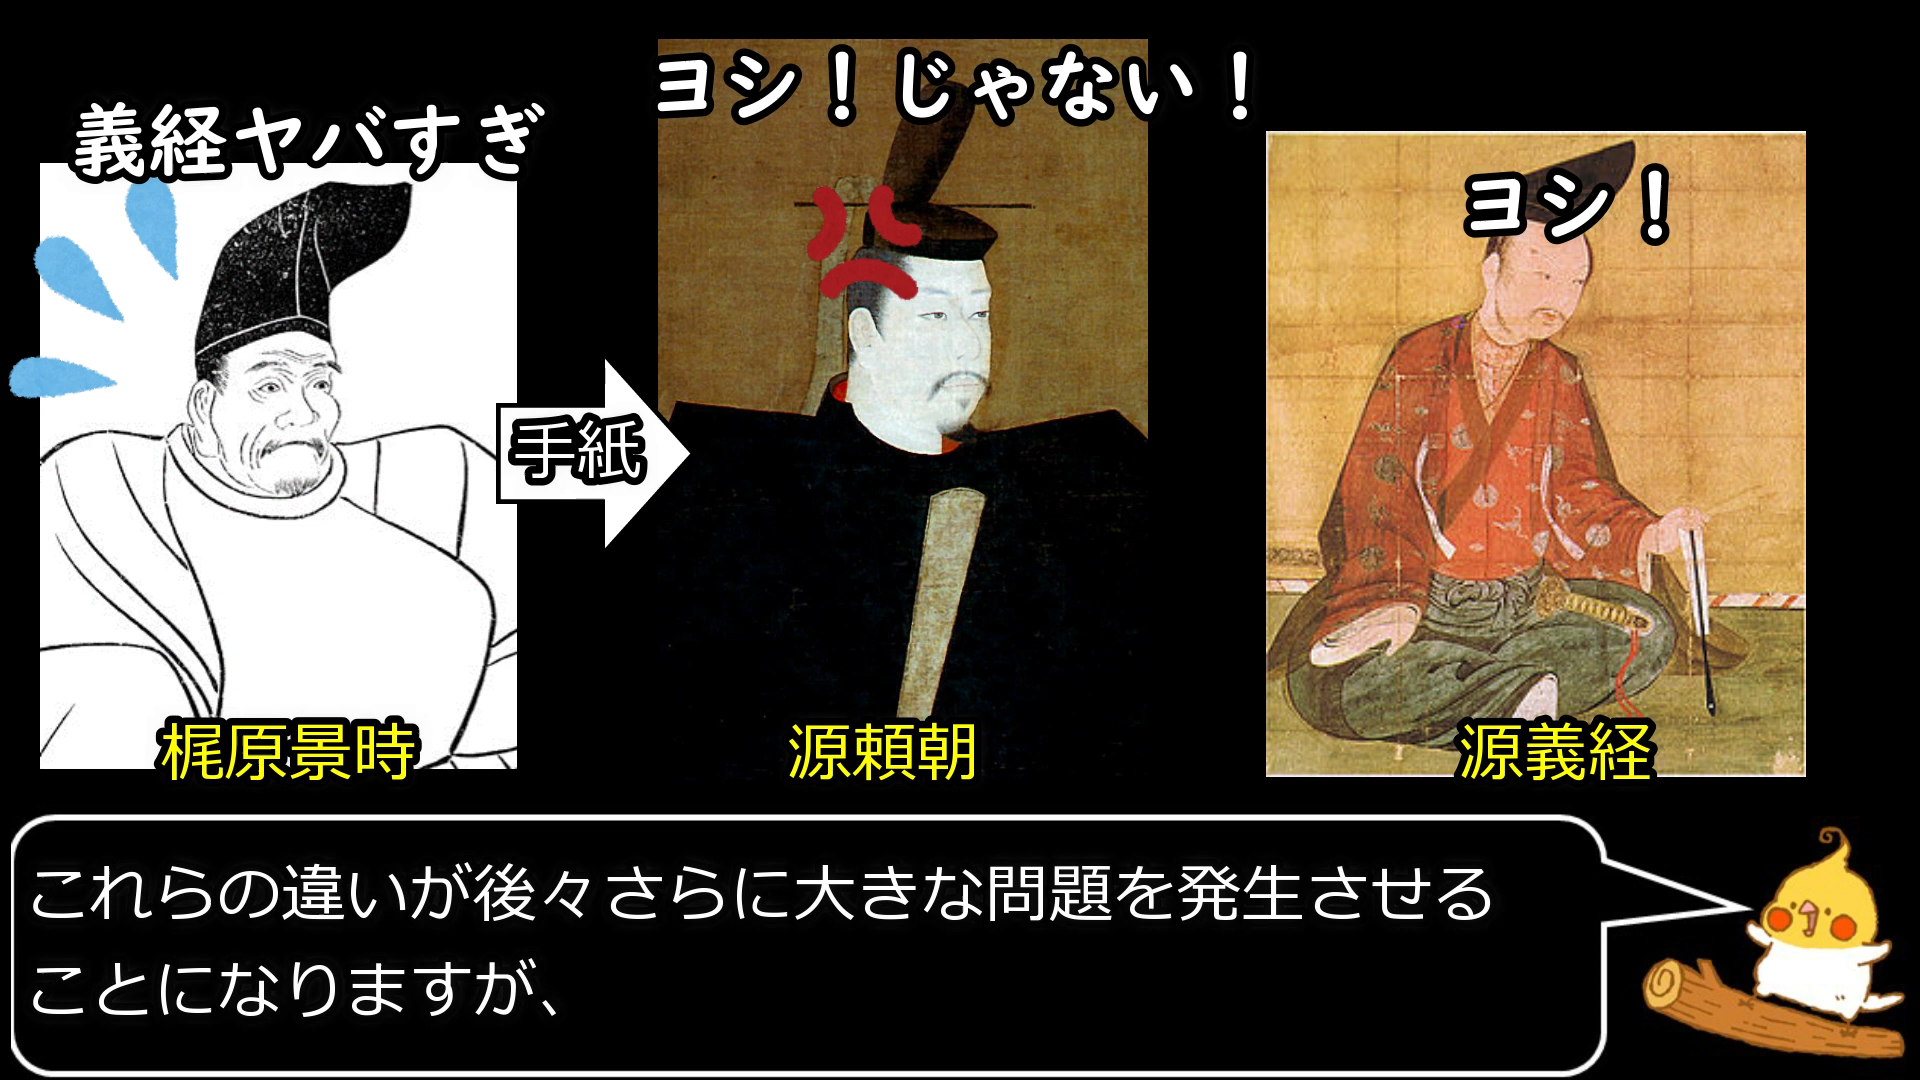 義経ヤバすぎ
ヨシ！じゃない！
ヨシ！
手紙
梶原景時
源頼朝
源義経
これらの違いが後々さらに大きな問題を発生させる
ことになりますが、